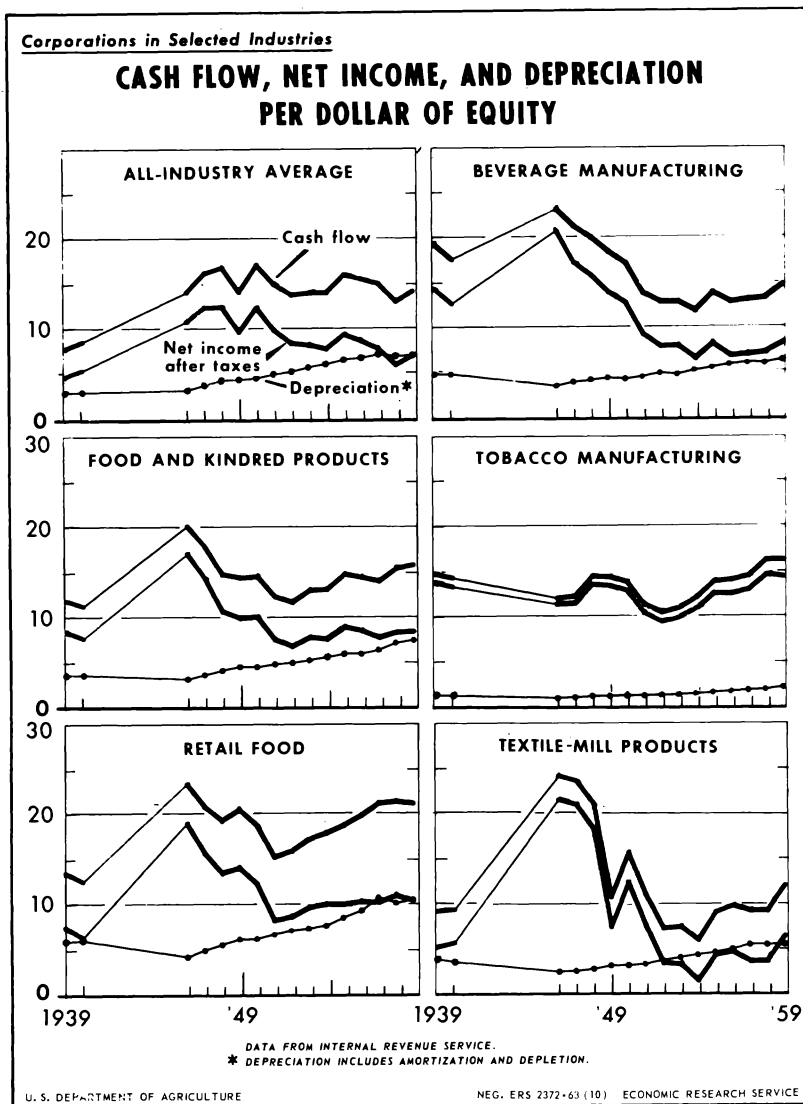 Corporations in Selected Industries
CASH FLOW, NET INCOME, AND DEPRECIATION
PER DOLLAR OF EQUITY
ALL-INDUSTRY AVERAGE
20
10
0
Cash flow
Net income
after taxes
Depreciation*
BEVERAGE MANUFACTURING
30
20
10
0
FOOD AND KINDRED PRODUCTS
TOBACCO MANUFACTURING
30
20
10
0
RETAIL FOOD
TEXTILE-MILL PRODUCTS
1939
'49
1939
'49
'59
DATA FROM INTERNAL REVENUE SERVICE.
* DEPRECIATION INCLUDES AMORTIZATION AND DEPLETION.
U. S. DEPARTMENT OF AGRICULTURE
NEG. ERS 2372-63 (10) ECONOMIC RESEARCH SERVICE